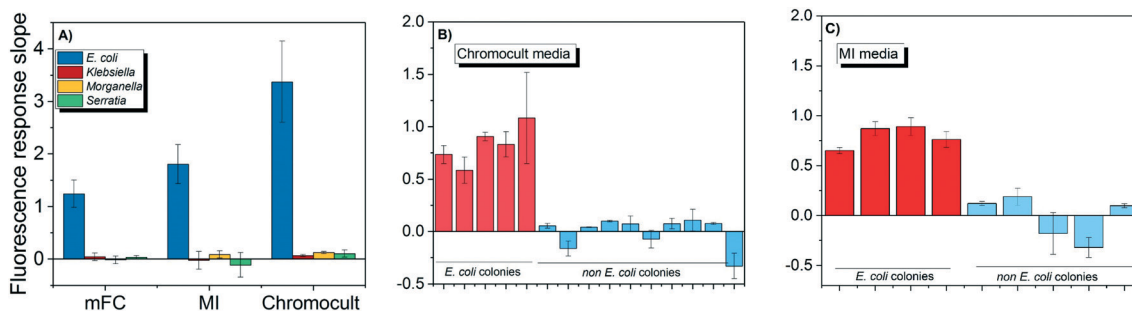 Fluorescence response slope
A)
E. coli
Klebsiella
Morganella
Serratia
4
3
2
1
0
mFC MI Chromocult
B)
Chromocult media
2.0
1.5
1.0
0.5
0.0
-0.5
E. coli colonies non E. coli colonies
C)
MI media
2.0
1.5
1.0
0.5
0.0
-0.5
E. coli colonies non E. coli colonies